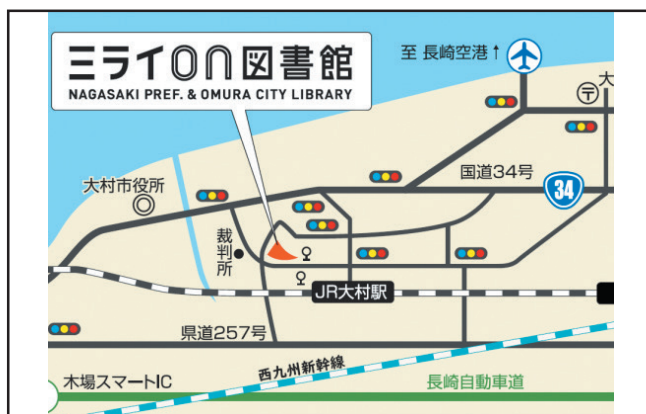 ミライon図書館
NAGASAKI PREF. & OMURA CITY LIBRARY
至 長崎空港↑
大
〒
国道34号
34
大村市役所
裁判所
JR大村駅
県道257号
西九州新幹線
木場スマートIC
長崎自動車道